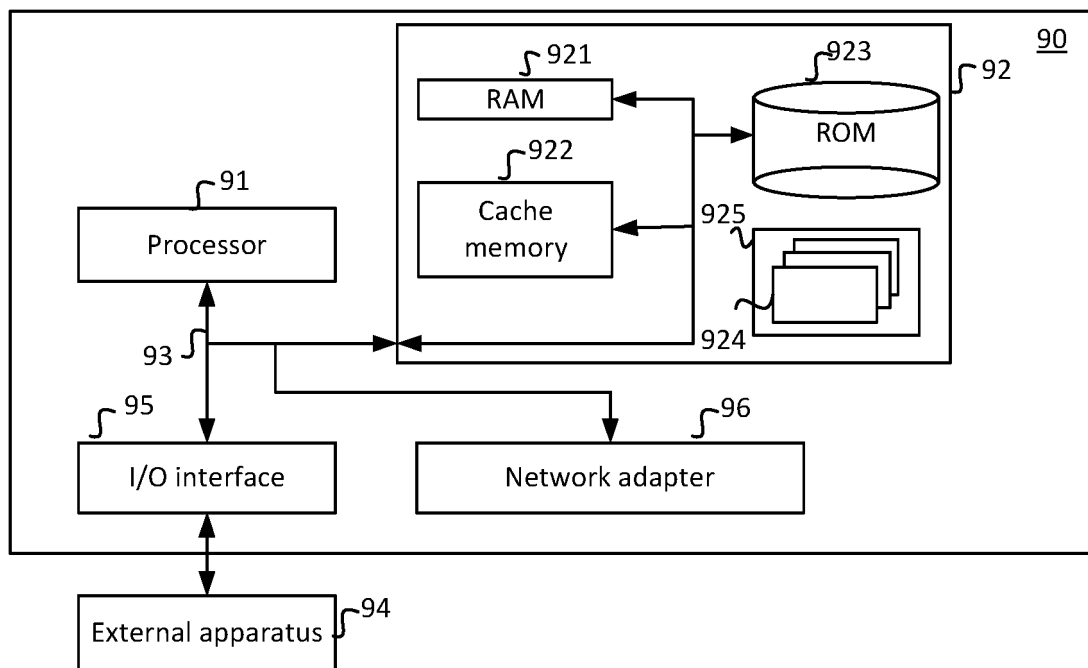 90
921
RAM
923
ROM
92
922
Cache
memory
91
Processor
925
924
93
95
I/O interface
96
Network adapter
External apparatus
94